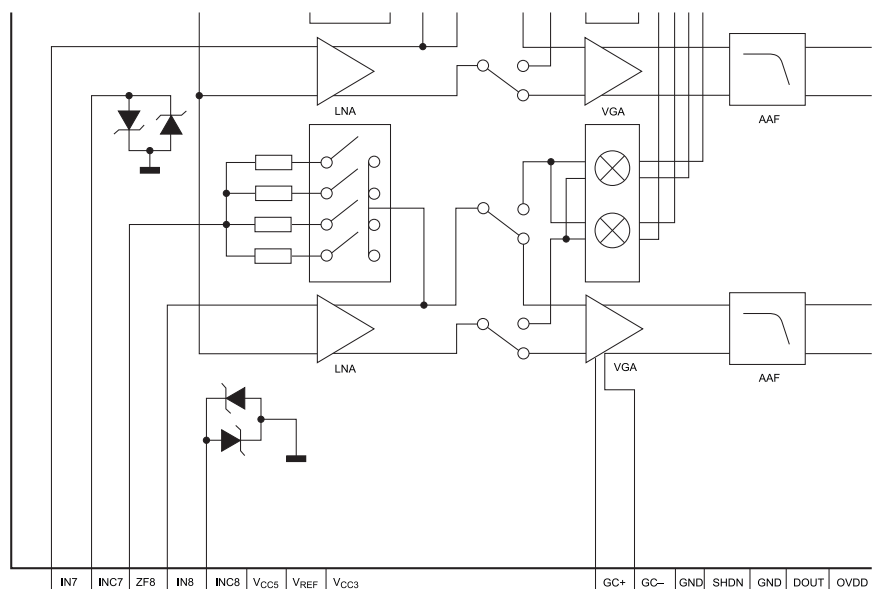 LNA
VGA
AAF
LNA
VGA
AAF
IN7 INC7 ZF8 IN8 INC8 VCC5 VREF VCC3 GC+ GC– GND SHDN GND DOUT OVDD